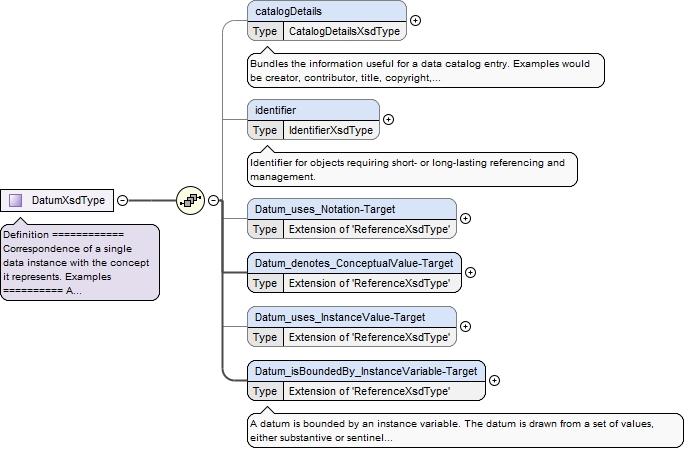 catalogDetails
Type CatalogDetailsXsdType
Bundles the information useful for a data catalog entry. Examples would
be creator, contributor, title, copyright,...
identifier
Type IdentifierXsdType
Identifier for objects requiring short- or long-lasting referencing and
management.
DatumXsdType
Definition ============
Correspondence of a single
data instance with the concept
it represents. Examples
========== A...
Datum_uses_Notation-Target
Type Extension of 'ReferenceXsdType'
Datum_denotes_ConceptualValue-Target
Type Extension of 'ReferenceXsdType'
Datum_uses_InstanceValue-Target
Type Extension of 'ReferenceXsdType'
Datum_isBoundedBy_InstanceVariable-Target
Type Extension of 'ReferenceXsdType'
A datum is bounded by an instance variable. The datum is drawn from a set of values,
either substantive or sentinel...